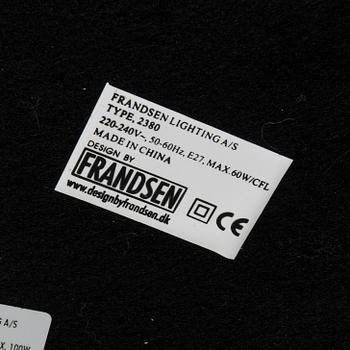 FRANDSEN LIGHTING A/S
TYPE, 2380
220-240V~, 50-60Hz, E27, MAX.60W/CFL
MADE IN CHINA
DESIGN BY
FRANDSEN
www.designbyfrandsen.dk
CE
G A/S
X. 100W